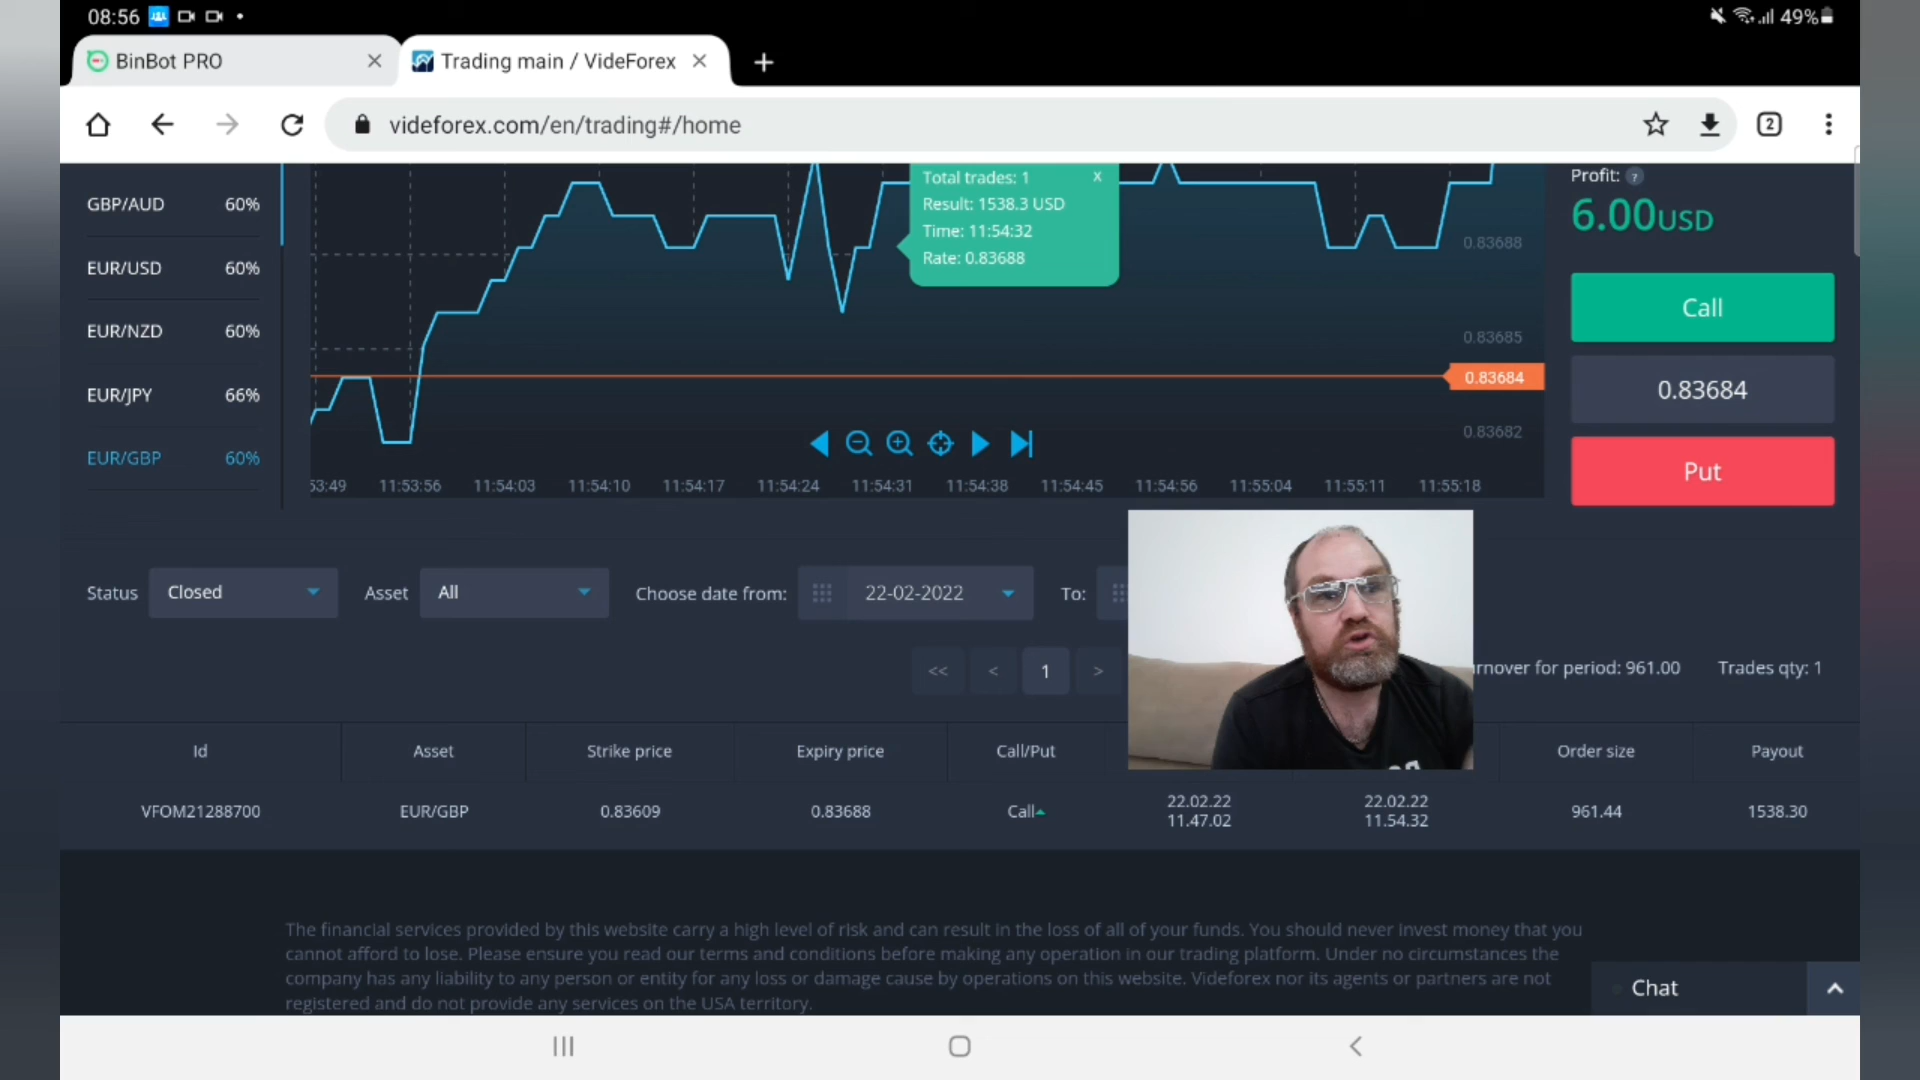 08:56
49%
BinBot PRO
Trading main / VideForex
videforex.com/en/trading#/home
2
GBP/AUD 60%
EUR/USD 60%
EUR/NZD 60%
EUR/JPY 66%
EUR/GBP 60%
Total trades: 1 x
Result: 1538.3 USD
Time: 11:54:32
Rate: 0.83688
0.83688
0.83685
0.83684
0.83682
53:49 11:53:56 11:54:03 11:54:10 11:54:17 11:54:24 11:54:31 11:54:38 11:54:45 11:54:56 11:55:04 11:55:11 11:55:18
Profit: ?
6.00USD
Call
0.83684
Put
Status Closed Asset All Choose date from: 22-02-2022 To:
<< < 1 > rnover for period: 961.00 Trades qty: 1
Id Asset Strike price Expiry price Call/Put Order size Payout
VFOM21288700 EUR/GBP 0.83609 0.83688 Call 22.02.22 11.47.02 22.02.22 11.54.32 961.44 1538.30
The financial services provided by this website carry a high level of risk and can result in the loss of all of your funds. You should never invest money that you
cannot afford to lose. Please ensure you read our terms and conditions before making any operation in our trading platform. Under no circumstances the
company has any liability to any person or entity for any loss or damage cause by operations on this website. Videforex nor its agents or partners are not
registered and do not provide any services on the USA territory.
Chat